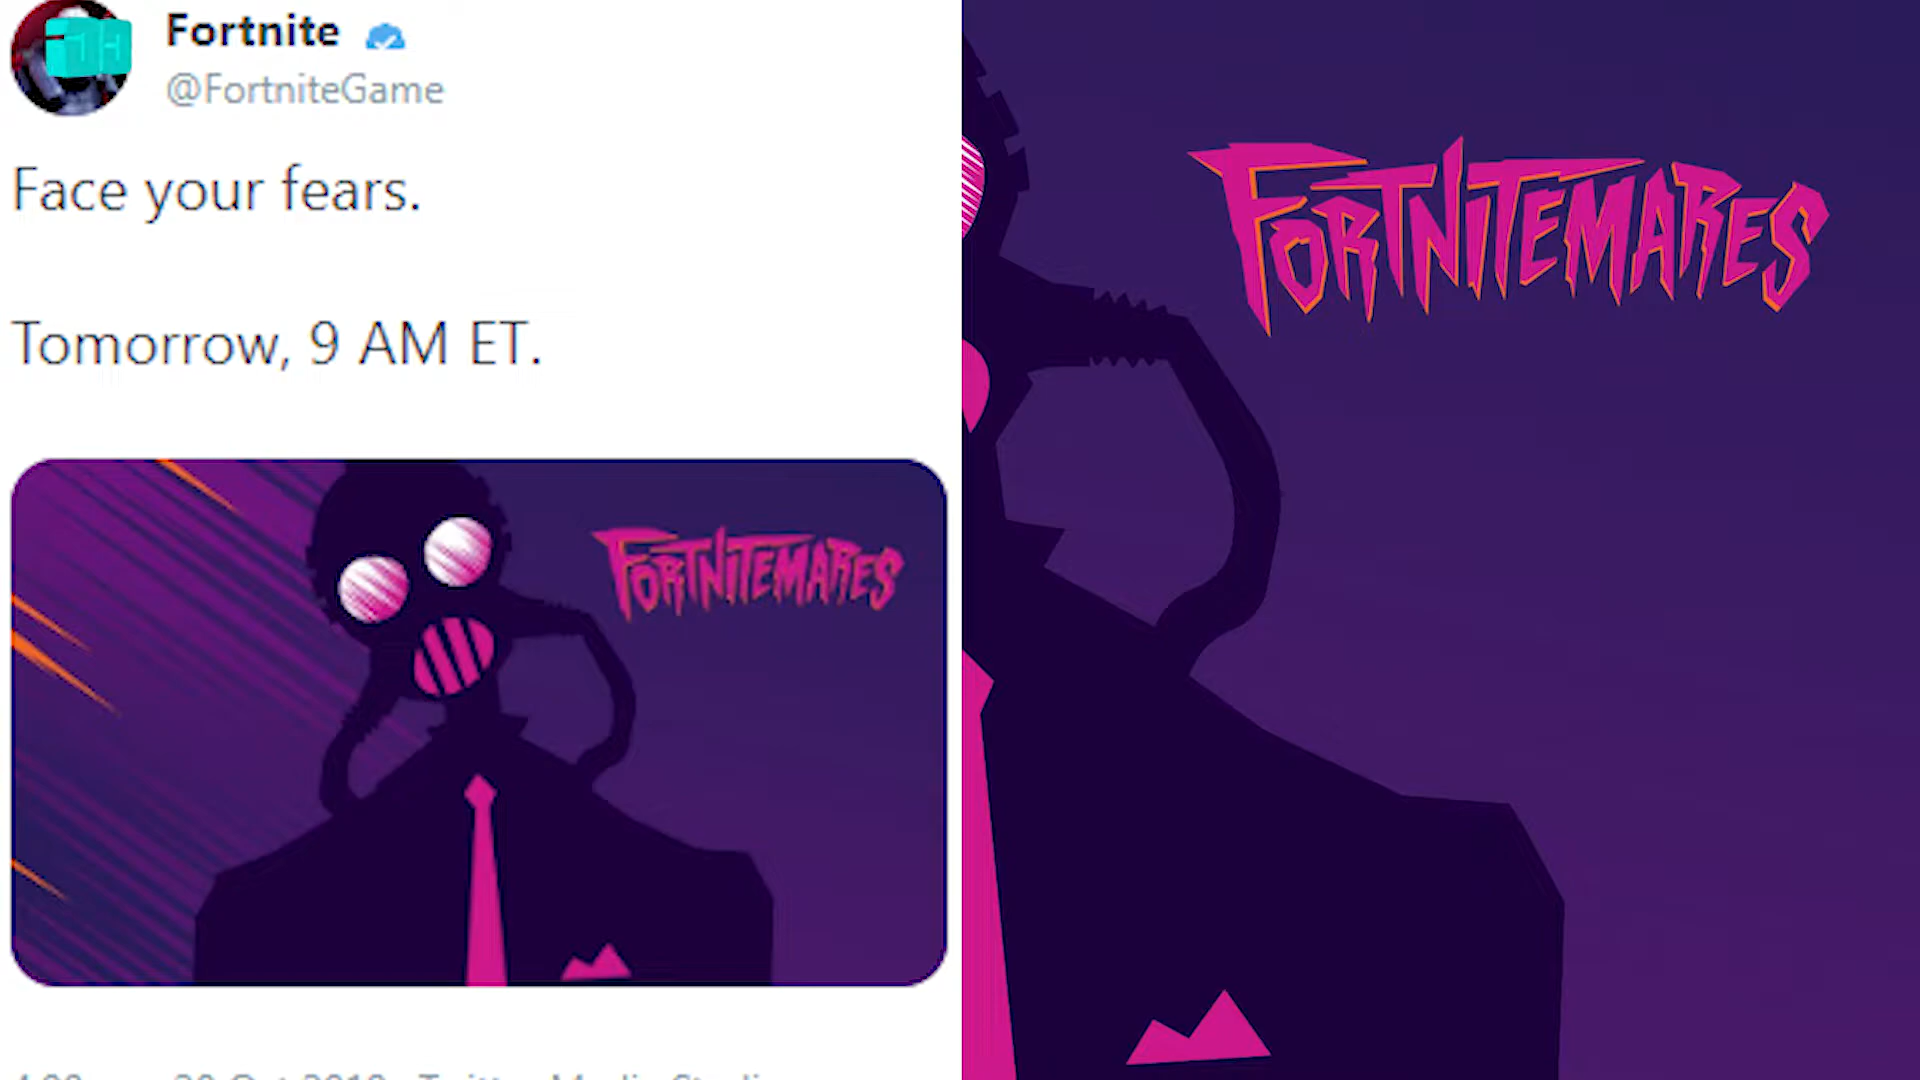 Fortnite
@FortniteGame
Face your fears.
Tomorrow, 9 AM ET.
FORTNITEMARES
FORTNITEMARES